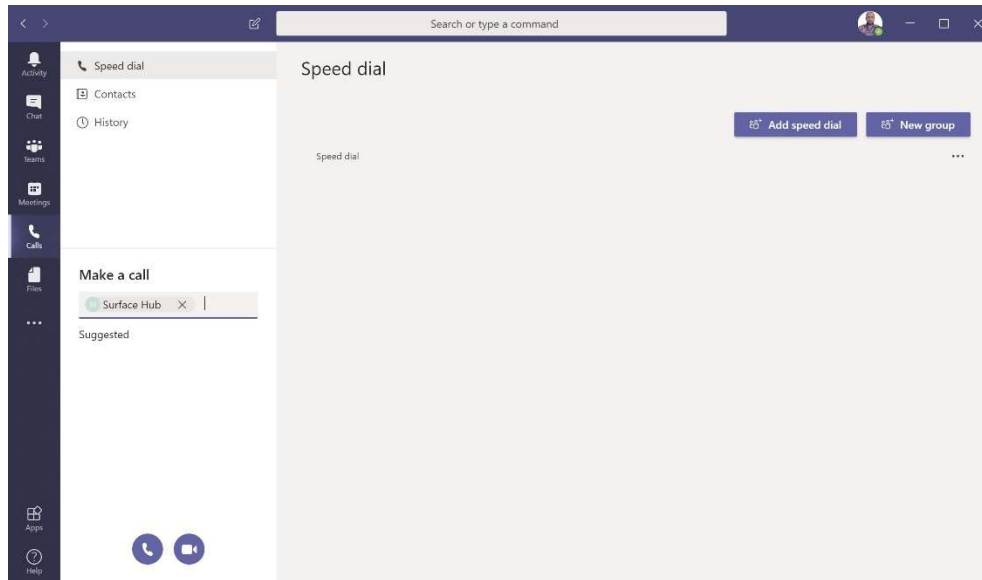 Search or type a command
Activity
Chat
Teams
Meetings
Calls
Files
Apps
Help
Speed dial
Contacts
History
Make a call
Surface Hub
Suggested
Speed dial
Add speed dial
New group
Speed dial